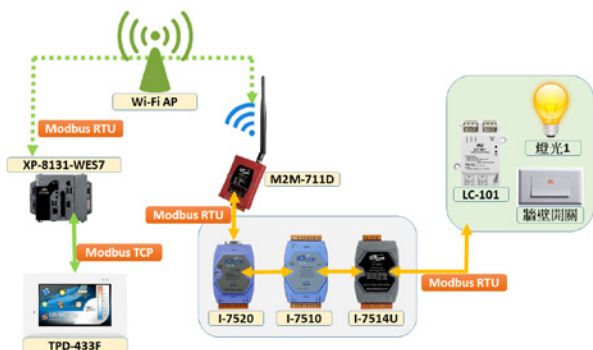 Wi-Fi AP
Modbus RTU
XP-8131-WES7
M2M-711D
Modbus RTU
LC-101
燈光1
牆壁開關
Modbus TCP
Modbus RTU
I-7520
I-7510
I-7514U
TPD-433F